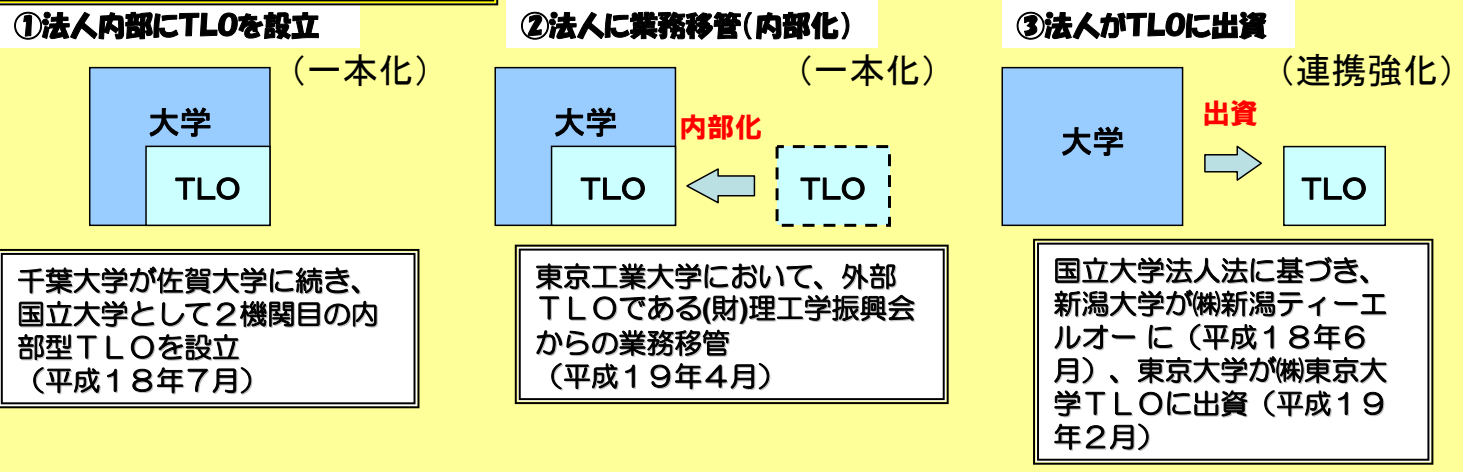 ①法人内部にTLOを設立
（一本化）
大学
TLO
千葉大学が佐賀大学に続き、
国立大学として２機関目の内
部型ＴＬＯを設立
（平成１８年７月）
②法人に業務移管（内部化）
（一本化）
大学
内部化
TLO
TLO
東京工業大学において、外部
ＴＬＯである(財)理工学振興会
からの業務移管
（平成１９年４月）
③法人がTLOに出資
（連携強化）
出資
大学
TLO
国立大学法人法に基づき、
新潟大学が㈱新潟ティーエ
ルオー に（平成１８年６
月）、東京大学が㈱東京大
学ＴＬＯに出資（平成１９
年２月）